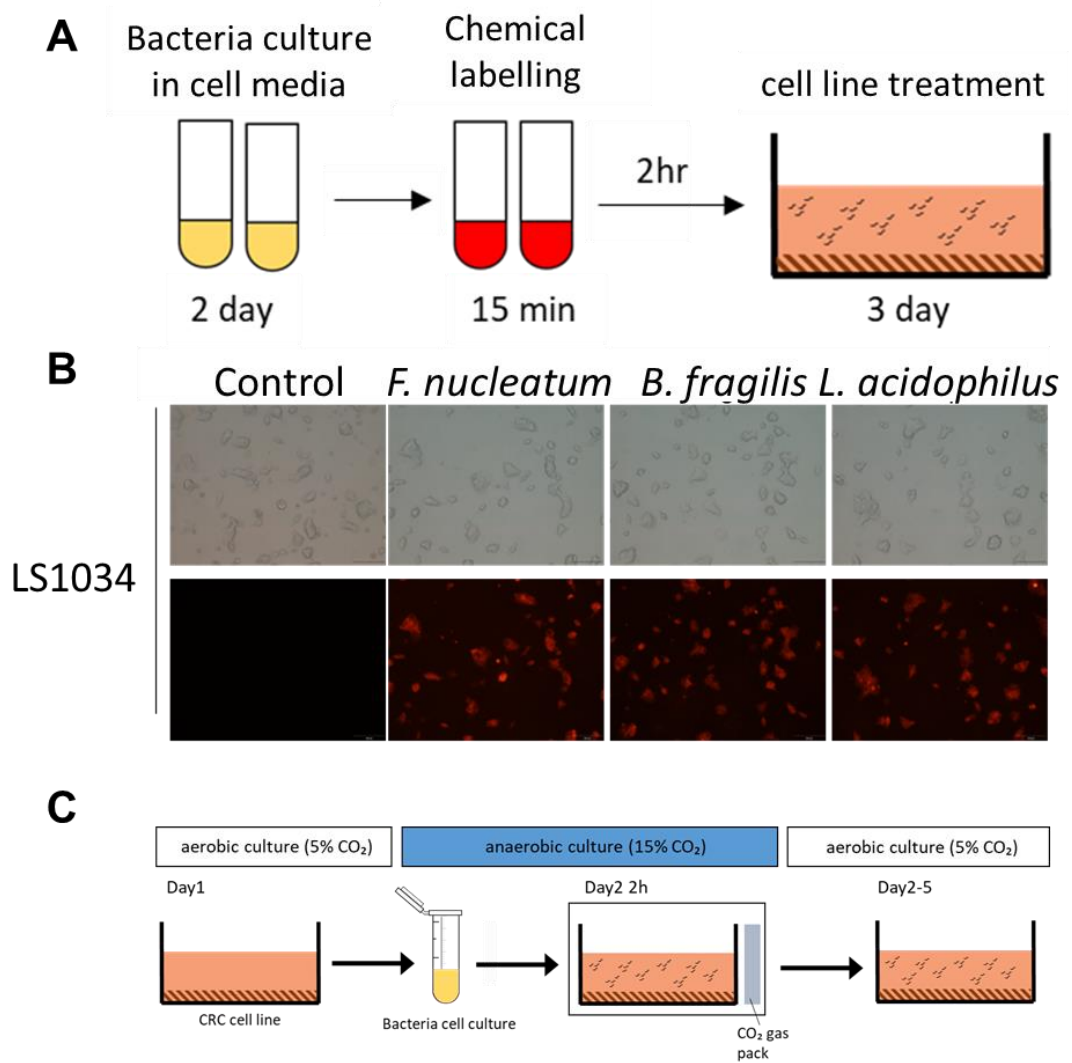 A
Bacteria culture
in cell media
Chemical
labelling
cell line treatment
2hr
2 day
15 min
3 day
B
Control
F. nucleatum
B. fragilis
L. acidophilus
LS1034
C
aerobic culture (5% CO₂)
anaerobic culture (15% CO₂)
aerobic culture (5% CO₂)
Day1
Day2 2h
Day2-5
CRC cell line
Bacteria cell culture
CO₂ gas
pack